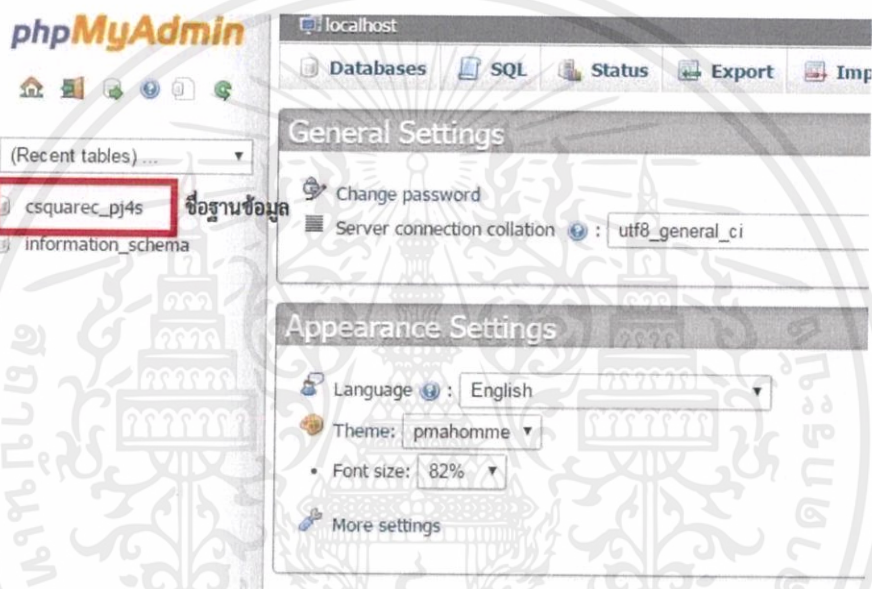 phpMyAdmin
(Recent tables) ...
csquarec_pj4s
ชื่อฐานข้อมูล
information_schema
localhost
Databases
SQL
Status
Export
Imp
General Settings
Change password
Server connection collation : utf8_general_ci
Appearance Settings
Language : English
Theme: pmahomme
• Font size: 82%
More settings